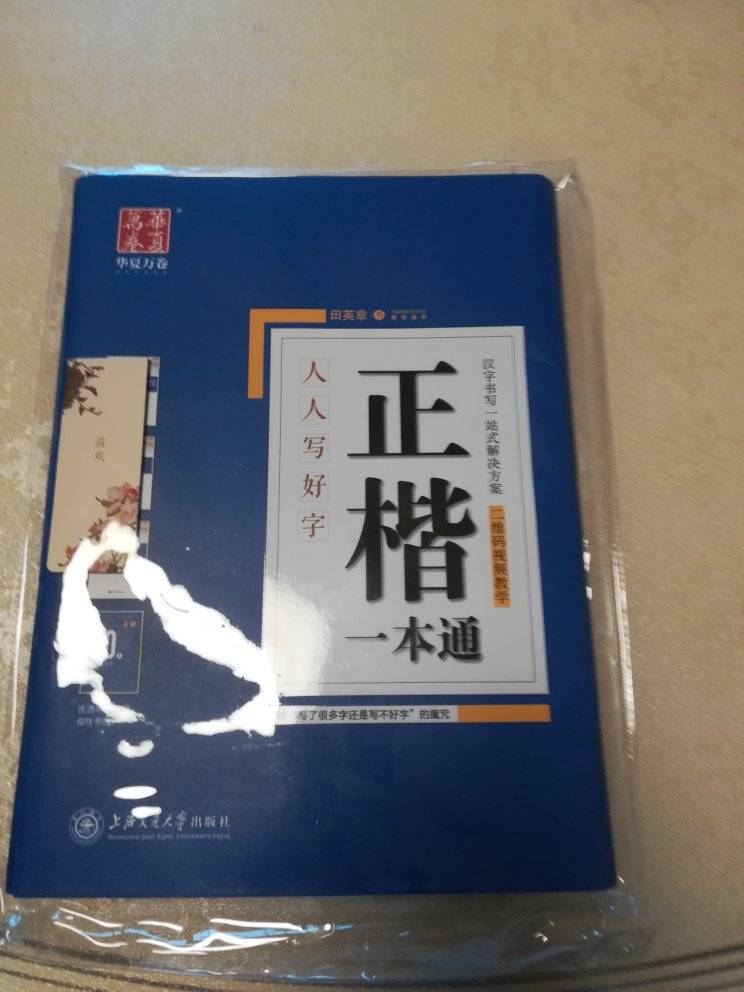 華夏
萬卷
®
华夏万卷
田英章 书
人人写好字
正楷
一本通
汉字书写一站式解决方案
二维码视频教学
清欢
写了很多字还是写不好字”的魔咒
上海交通大学出版社
SHANGHAI JIAO TONG UNIVERSITY PRESS